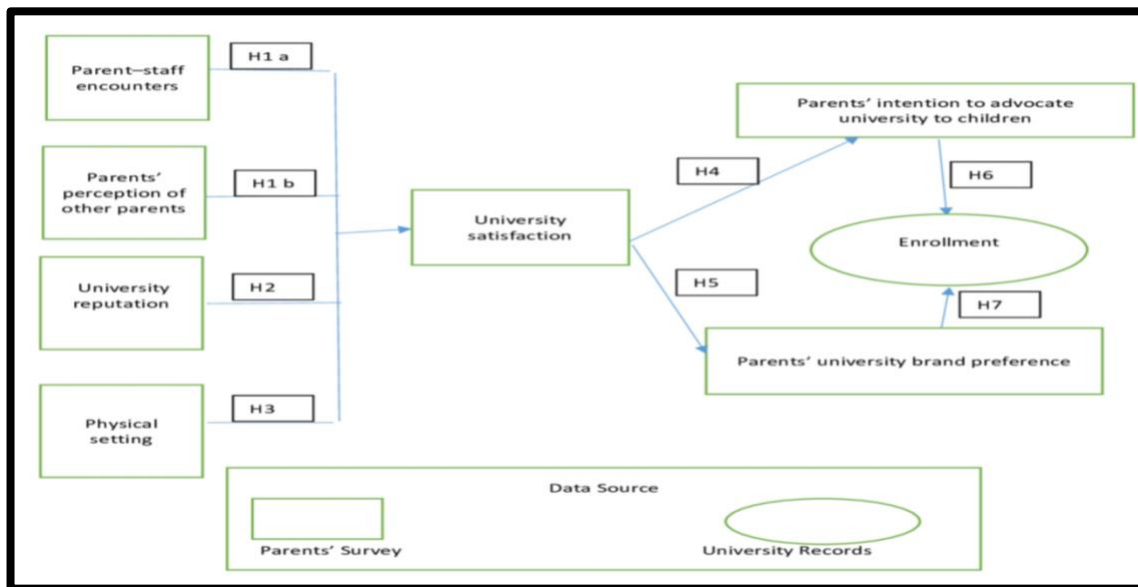 Parent–staff
encounters
H1 a
Parents'
perception of
other parents
H1 b
University
reputation
H2
Physical
setting
H3
University
satisfaction
H4
H5
Parents' intention to advocate
university to children
H6
Enrollment
H7
Parents' university brand preference
Data Source
Parents' Survey
University Records